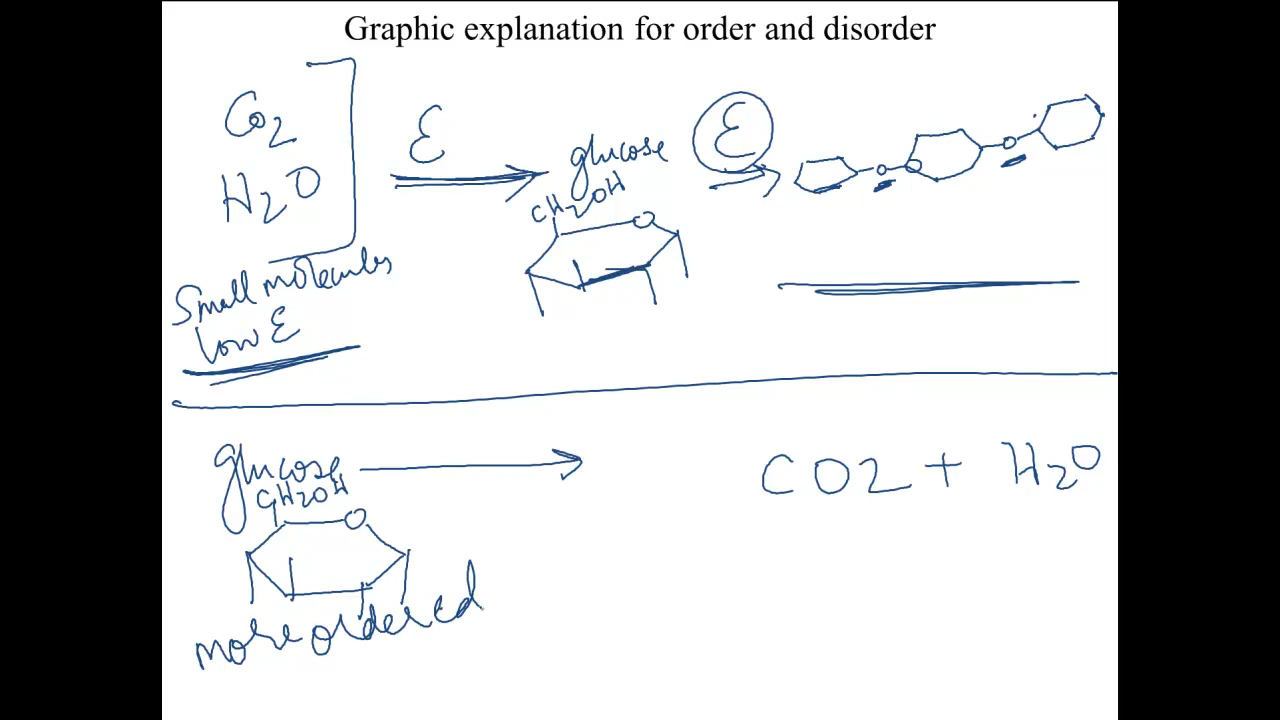 Graphic explanation for order and disorder
Co2
H2O
Small molecules
low E
E
glucose
CH2OH
O
E
O
O
O
glucose
CH2OH
O
more ordered
CO2 + H2O